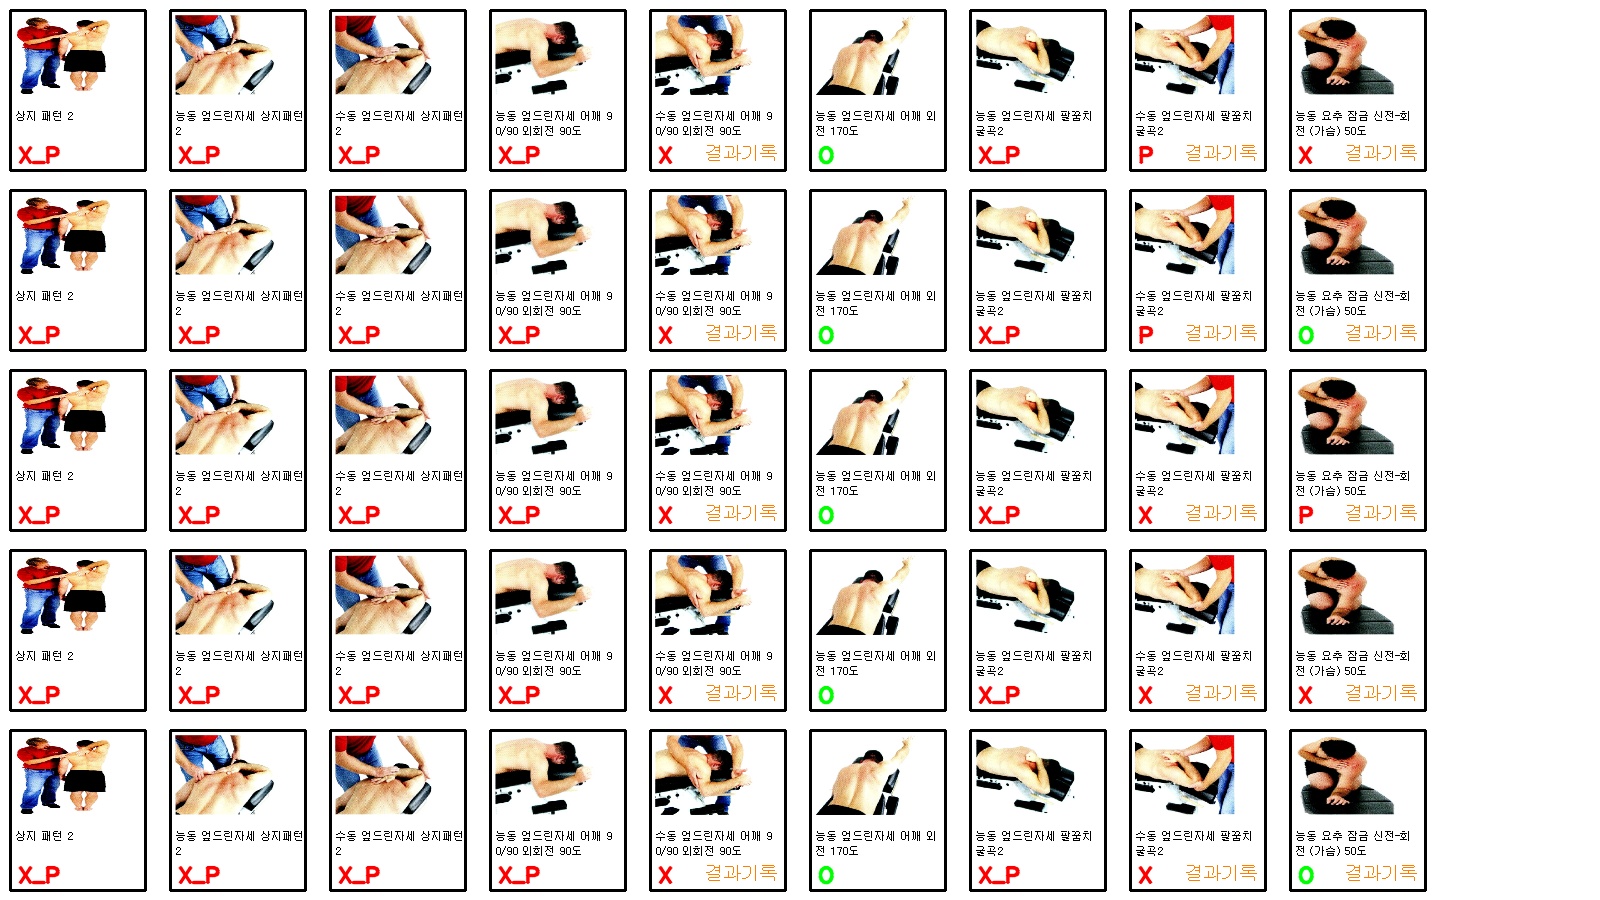 상지 패턴 2
X_P
능동 엎드린자세 상지패턴
2
X_P
수동 엎드린자세 상지패턴
2
X_P
능동 엎드린자세 어깨 9
0/90 외회전 90도
X_P
수동 엎드린자세 어깨 9
0/90 외회전 90도
X 결과기록
능동 엎드린자세 어깨 외
전 170도
O
능동 엎드린자세 팔꿈치
굴곡2
X_P
수동 엎드린자세 팔꿈치
굴곡2
P 결과기록
능동 요추 잠금 신전-회
전 (가슴) 50도
X 결과기록
상지 패턴 2
X_P
능동 엎드린자세 상지패턴
2
X_P
수동 엎드린자세 상지패턴
2
X_P
능동 엎드린자세 어깨 9
0/90 외회전 90도
X_P
수동 엎드린자세 어깨 9
0/90 외회전 90도
X 결과기록
능동 엎드린자세 어깨 외
전 170도
O
능동 엎드린자세 팔꿈치
굴곡2
X_P
수동 엎드린자세 팔꿈치
굴곡2
P 결과기록
능동 요추 잠금 신전-회
전 (가슴) 50도
O 결과기록
상지 패턴 2
X_P
능동 엎드린자세 상지패턴
2
X_P
수동 엎드린자세 상지패턴
2
X_P
능동 엎드린자세 어깨 9
0/90 외회전 90도
X_P
수동 엎드린자세 어깨 9
0/90 외회전 90도
X 결과기록
능동 엎드린자세 어깨 외
전 170도
O
능동 엎드린자세 팔꿈치
굴곡2
X_P
수동 엎드린자세 팔꿈치
굴곡2
X 결과기록
능동 요추 잠금 신전-회
전 (가슴) 50도
P 결과기록
상지 패턴 2
X_P
능동 엎드린자세 상지패턴
2
X_P
수동 엎드린자세 상지패턴
2
X_P
능동 엎드린자세 어깨 9
0/90 외회전 90도
X_P
수동 엎드린자세 어깨 9
0/90 외회전 90도
X 결과기록
능동 엎드린자세 어깨 외
전 170도
O
능동 엎드린자세 팔꿈치
굴곡2
X_P
수동 엎드린자세 팔꿈치
굴곡2
X 결과기록
능동 요추 잠금 신전-회
전 (가슴) 50도
X 결과기록
상지 패턴 2
X_P
능동 엎드린자세 상지패턴
2
X_P
수동 엎드린자세 상지패턴
2
X_P
능동 엎드린자세 어깨 9
0/90 외회전 90도
X_P
수동 엎드린자세 어깨 9
0/90 외회전 90도
X 결과기록
능동 엎드린자세 어깨 외
전 170도
O
능동 엎드린자세 팔꿈치
굴곡2
X_P
수동 엎드린자세 팔꿈치
굴곡2
X 결과기록
능동 요추 잠금 신전-회
전 (가슴) 50도
O 결과기록